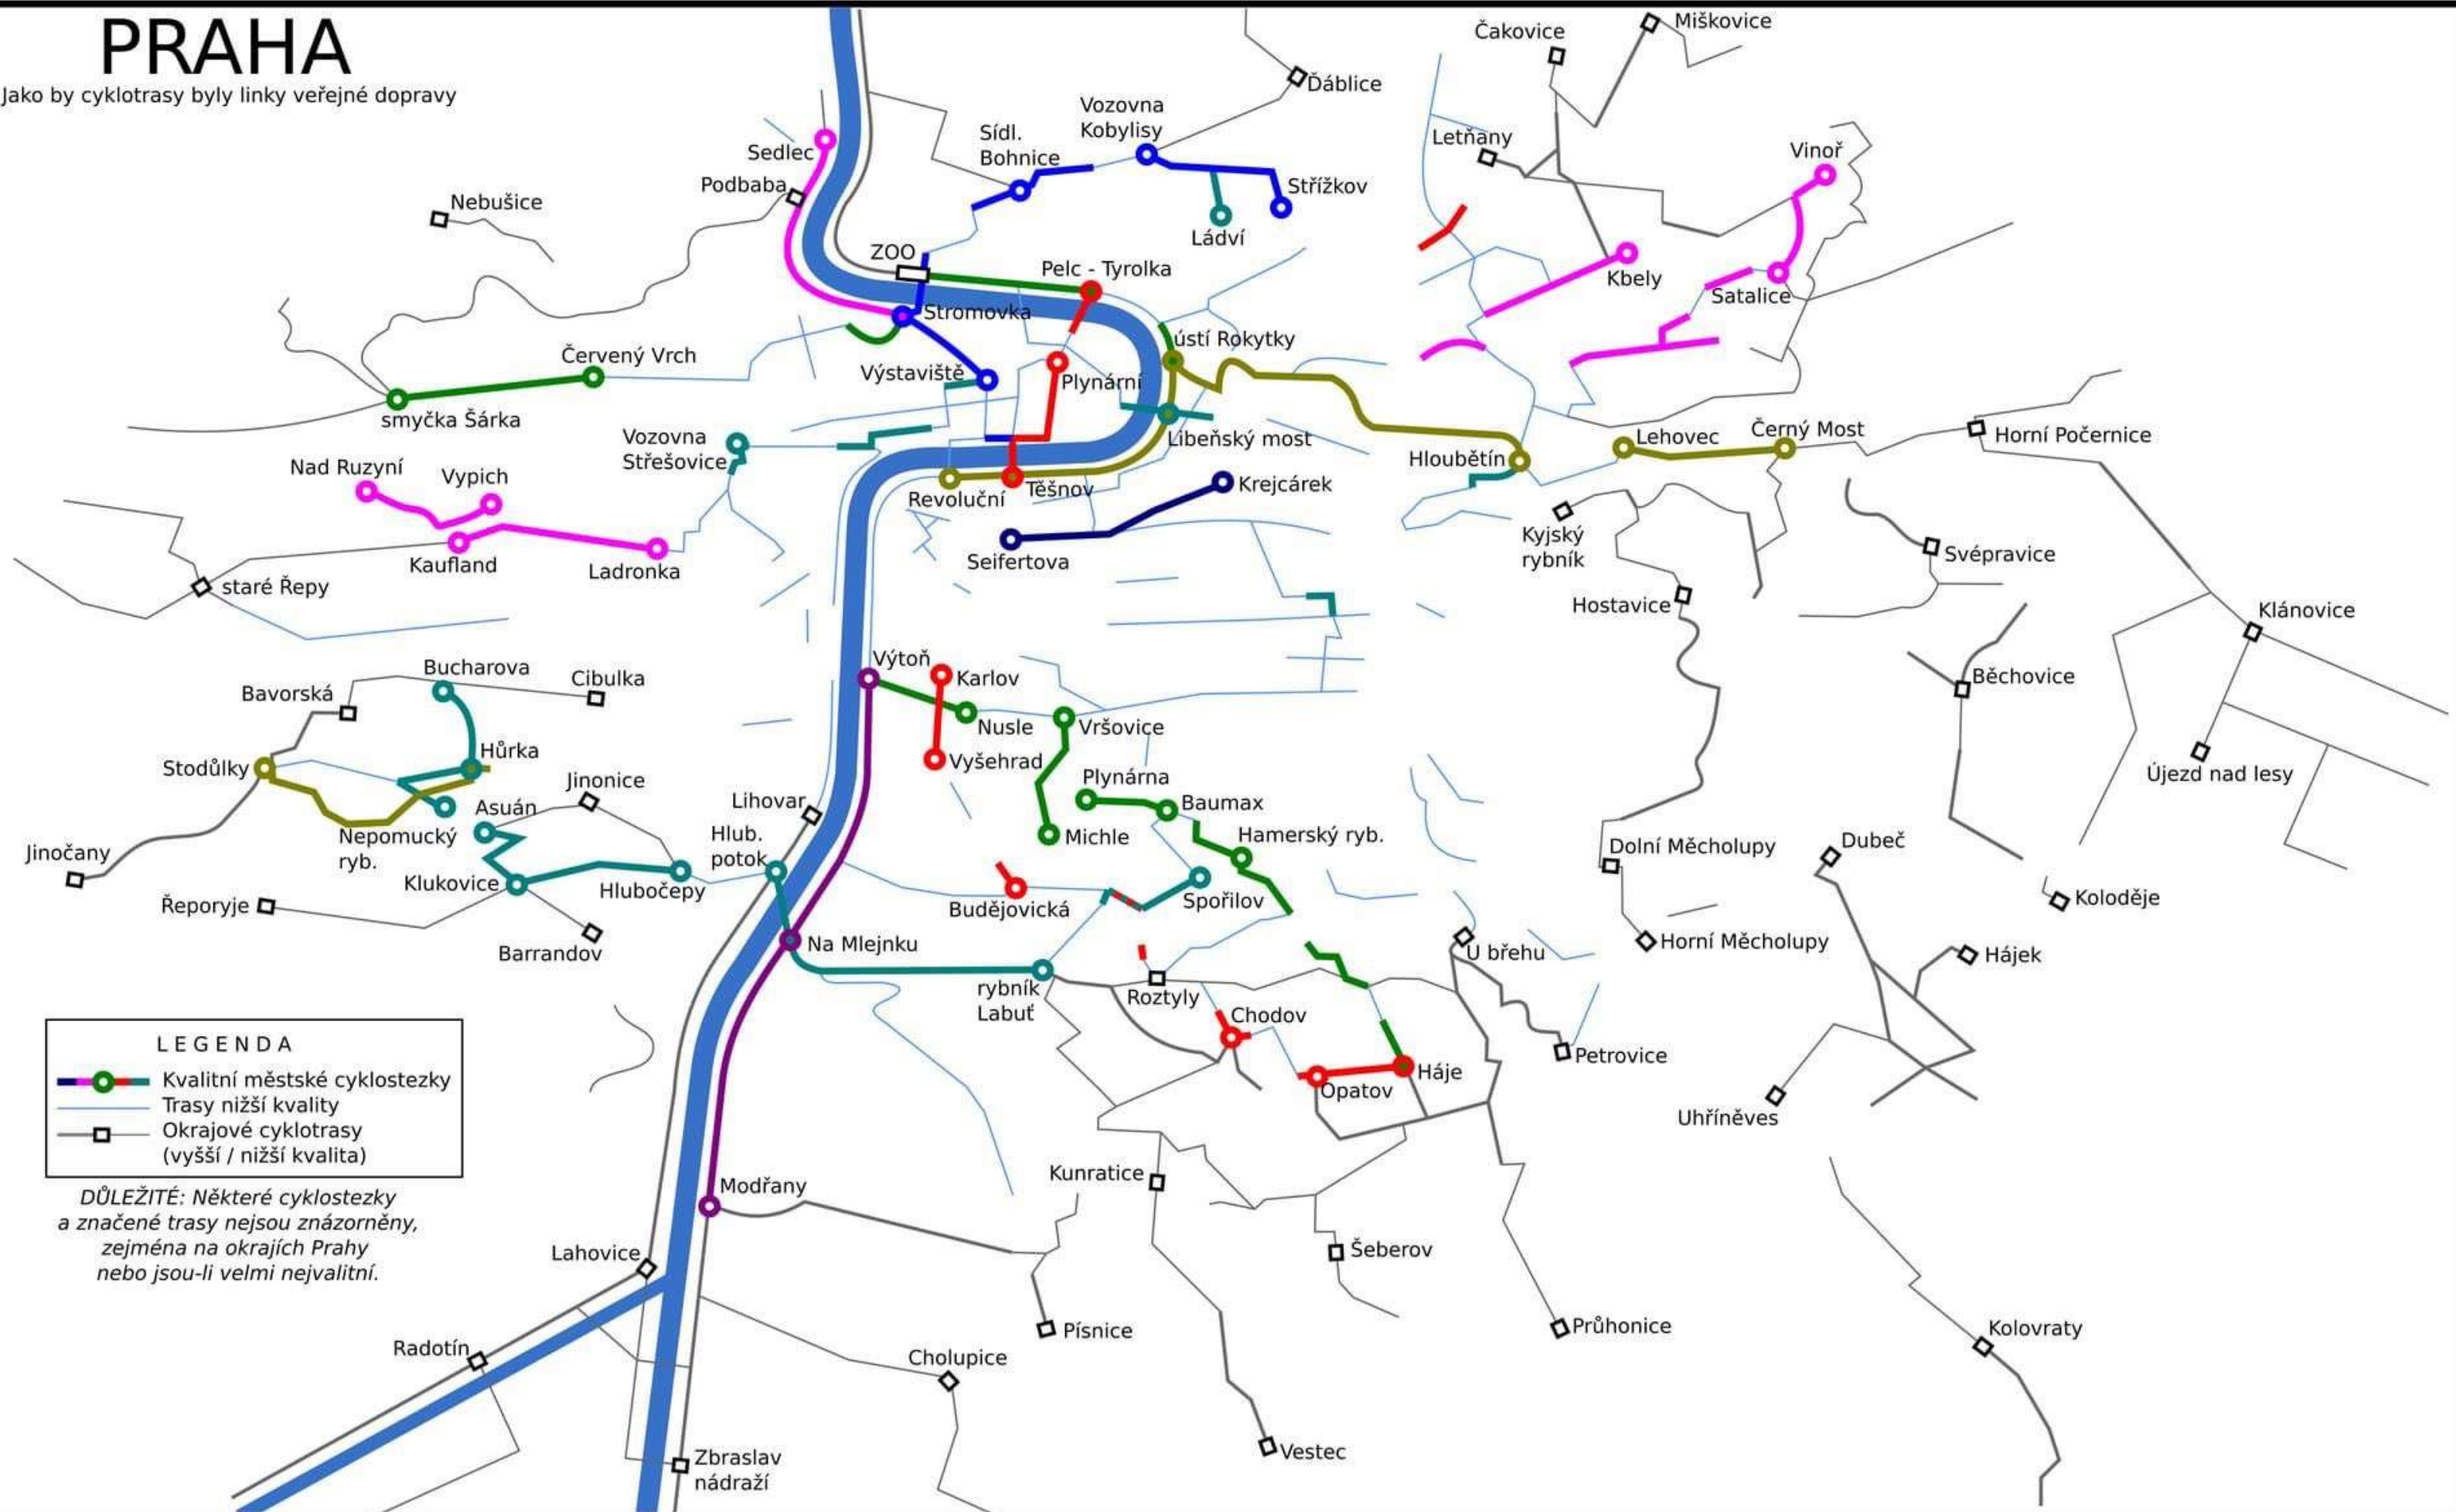 PRAHA
Jako by cyklotrasy byly linky veřejné dopravy
Miškovice
Čakovice
Ďáblice
Vozovna
Kobylisy
Sídl.
Bohnice
Letňany
Vinoř
Sedlec
Podbaba
Střížkov
Nebušice
Ládví
ZOO
Pelc - Tyrolka
Kbely
Satalice
Stromovka
ústí Rokytky
Červený Vrch
Výstaviště
Plynární
smyčka Šárka
Vozovna
Střešovice
Libeňský most
Lehovec
Černý Most
Horní Počernice
Hloubětín
Nad Ruzyní
Vypich
Revoluční
Těšnov
Krejcárek
Kyjský
rybník
Svépravice
Kaufland
Ladronka
Seifertova
staré Řepy
Hostavice
Klánovice
Výtoň
Karlov
Bucharova
Cibulka
Bavorská
Běchovice
Nusle
Vršovice
Stodůlky
Hůrka
Vyšehrad
Plynárna
Jinonice
Újezd nad lesy
Asuán
Lihovar
Baumax
Nepomucký
ryb.
Hlub.
potok
Michle
Hamerský ryb.
Jinočany
Dolní Měcholupy
Dubeč
Klukovice
Hlubočepy
Řeporyje
Budějovická
Spořilov
Koloděje
Barrandov
Na Mlejnku
U břehu
Horní Měcholupy
Hájek
rybník
Labuť
Roztyly
Chodov
Petrovice
Opatov
Háje
Uhříněves
LEGENDA
Kvalitní městské cyklostezky
Trasy nižší kvality
Okrajové cyklotrasy
(vyšší / nižší kvalita)
DŮLEŽITÉ: Některé cyklostezky
a značené trasy nejsou znázorněny,
zejména na okrajích Prahy
nebo jsou-li velmi nejvalitní.
Kunratice
Modřany
Lahovice
Šeberov
Písnice
Průhonice
Kolovraty
Radotín
Cholupice
Vestec
Zbraslav
nádraží